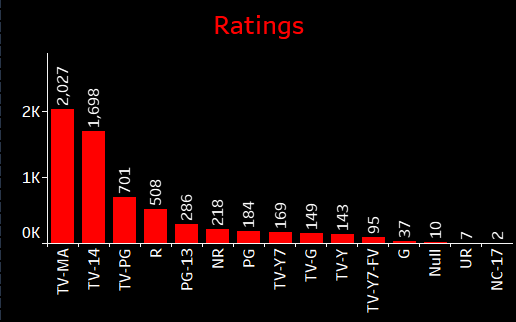 Ratings
2K
1K
0K
2,027
1,698
701
508
286
218
184
169
149
143
95
37
10
7
2
TV-MA
TV-14
TV-PG
R
PG-13
NR
PG
TV-Y7
TV-G
TV-Y
TV-Y7-FV
G
Null
UR
NC-17